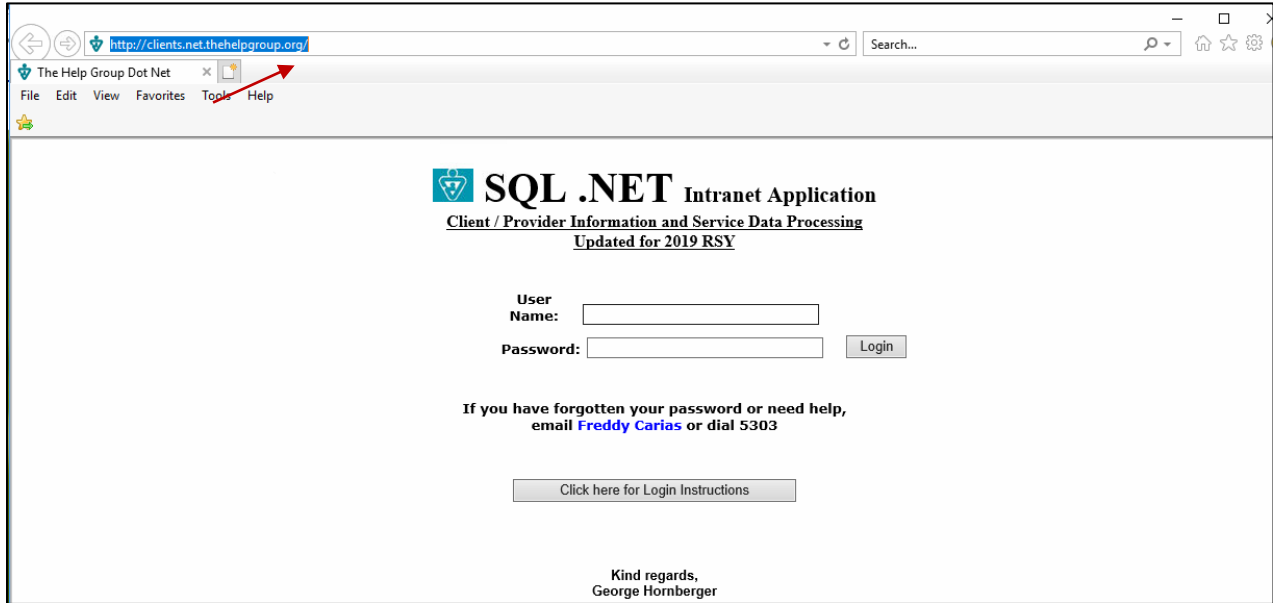 http://clients.net.thehelpgroup.org/
Search...
The Help Group Dot Net
File Edit View Favorites Tools Help
SQL .NET Intranet Application
Client / Provider Information and Service Data Processing
Updated for 2019 RSY
User
Name:
Password:
Login
If you have forgotten your password or need help,
email Freddy Carias or dial 5303
Click here for Login Instructions
Kind regards,
George Hornberger